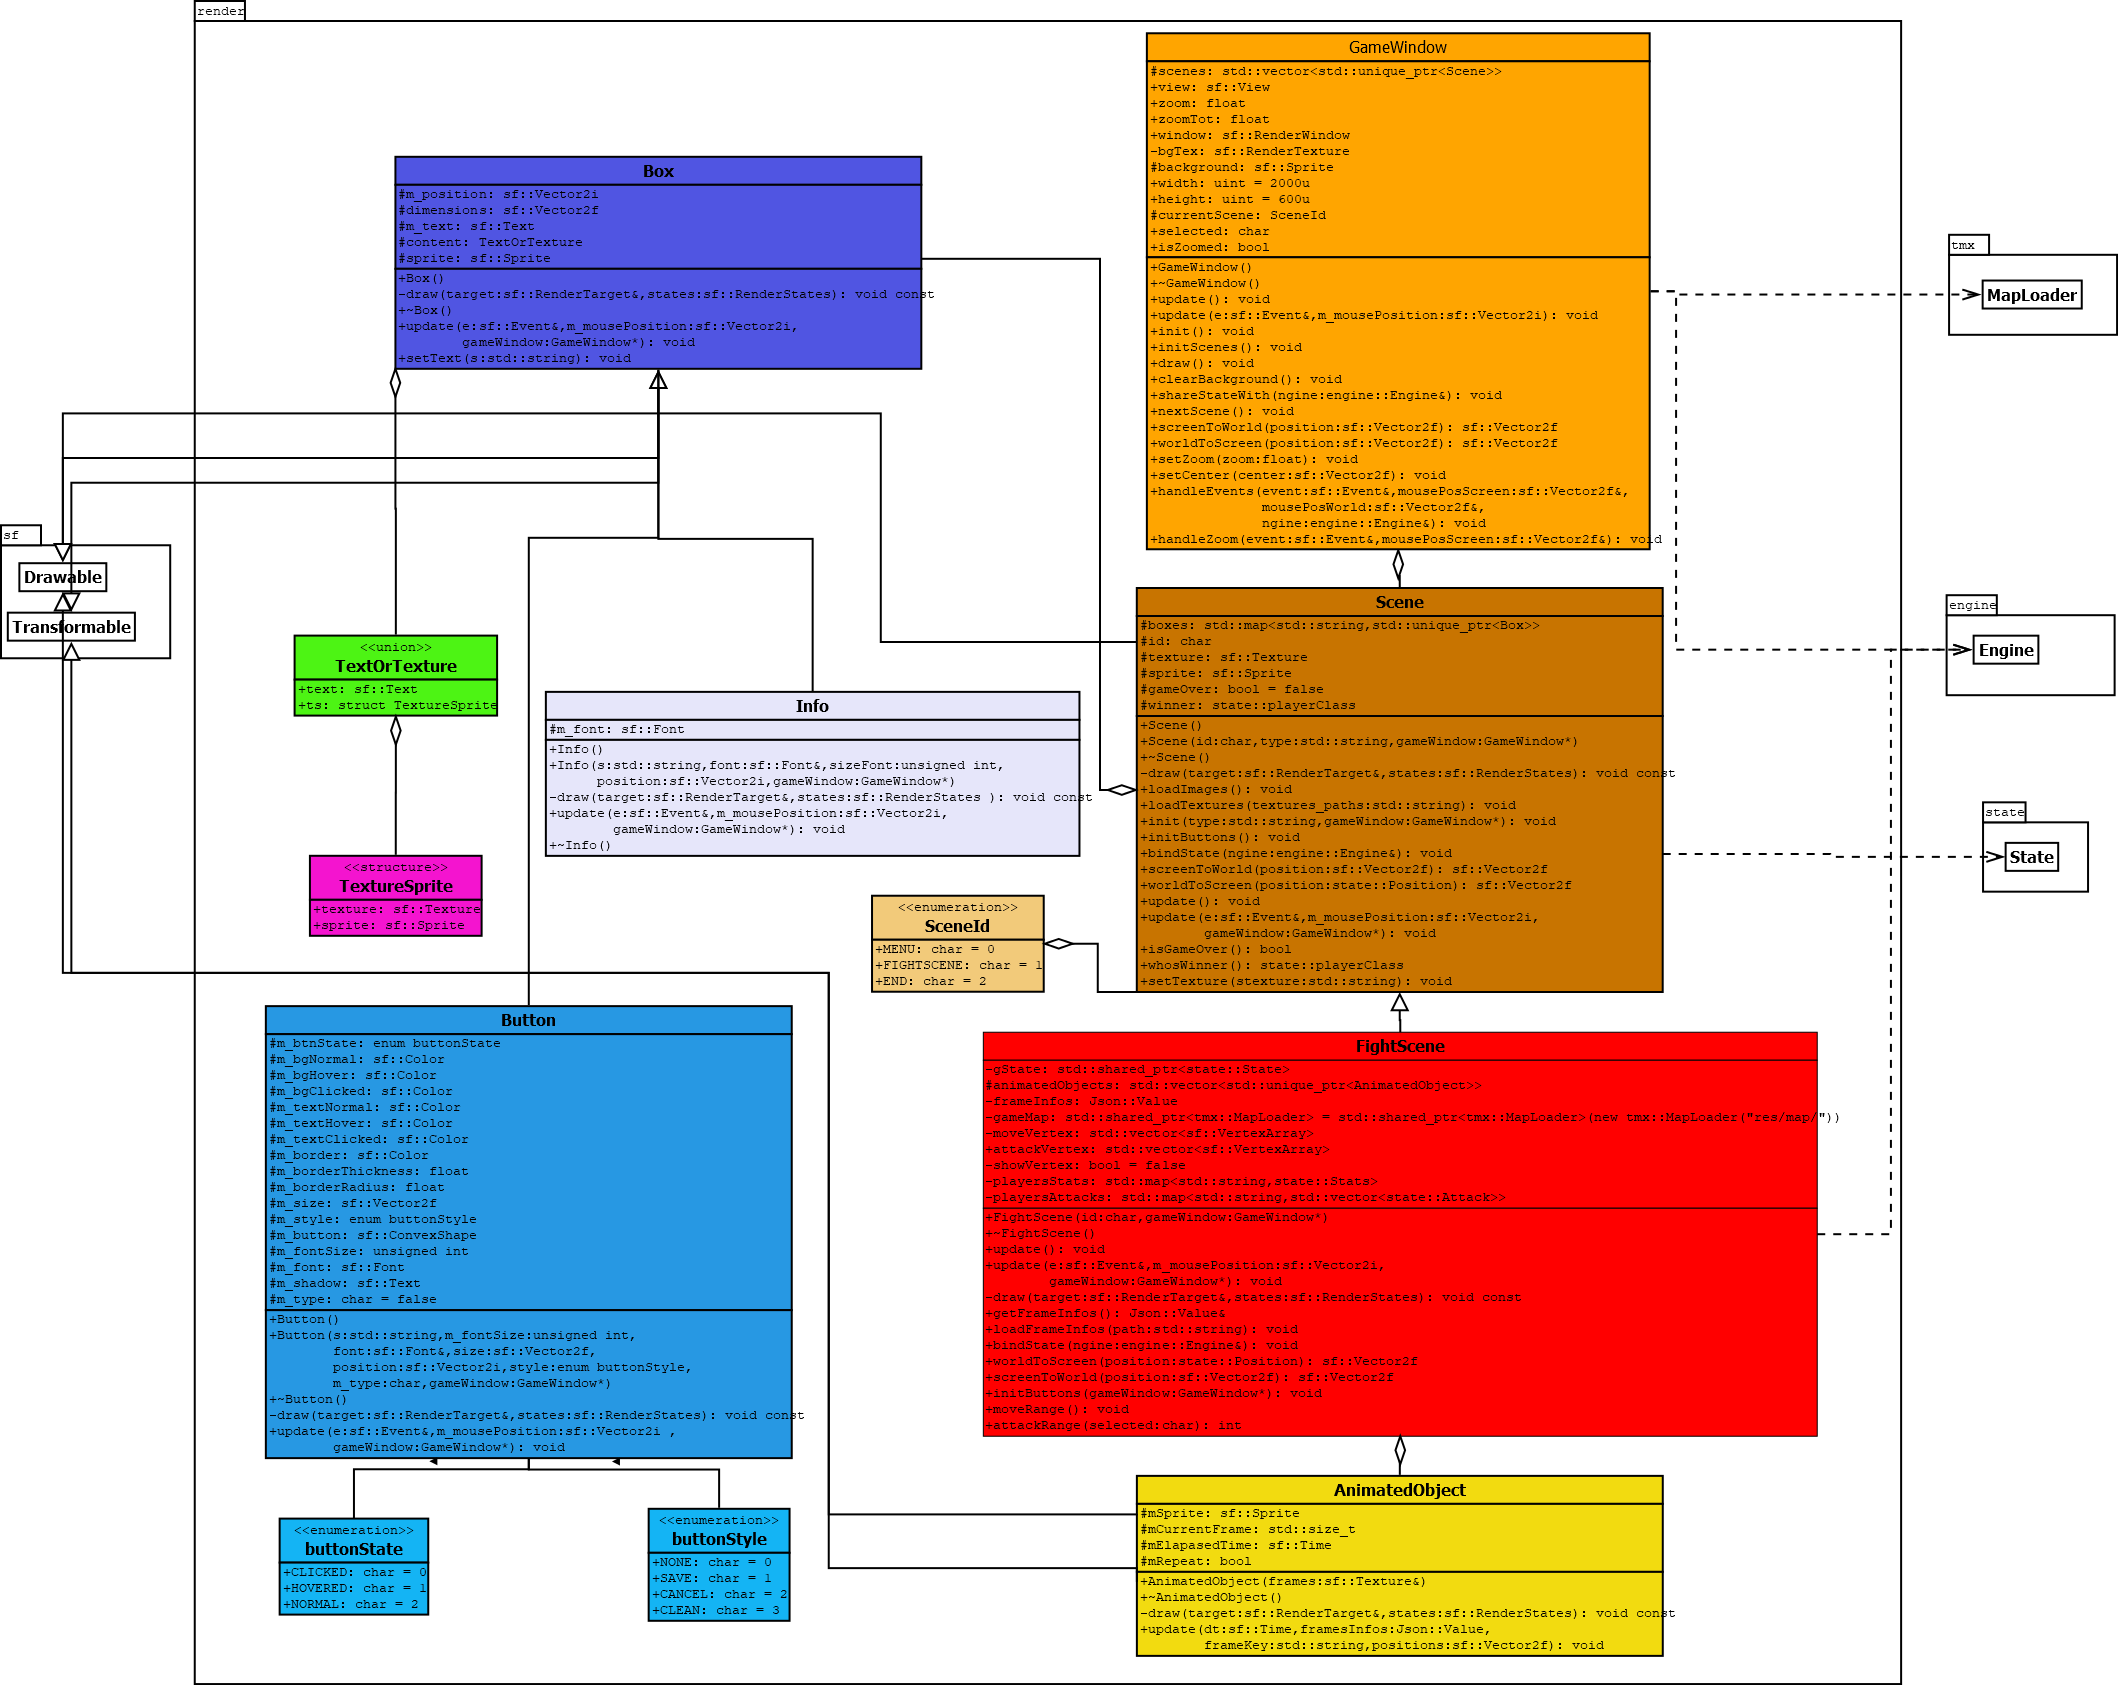 render
GameWindow
#scenes: std::vector<std::unique_ptr<Scene>>
+view: sf::View
+zoom: float
+zoomTot: float
+window: sf::RenderWindow
-bgTex: sf::RenderTexture
#background: sf::Sprite
+width: uint = 2000u
+height: uint = 600u
#currentScene: SceneId
+selected: char
+isZoomed: bool
+GameWindow()
+~GameWindow()
+update(): void
+update(e:sf::Event&,m_mousePosition:sf::Vector2i): void
+init(): void
+initScenes(): void
+draw(): void
+clearBackground(): void
+shareStateWith(ngine:engine::Engine&): void
+nextScene(): void
+screenToWorld(position:sf::Vector2f): sf::Vector2f
+worldToScreen(position:sf::Vector2f): sf::Vector2f
+setZoom(zoom:float): void
+setCenter(center:sf::Vector2f): void
+handleEvents(event:sf::Event&,mousePosScreen:sf::Vector2f&,
mousePosWorld:sf::Vector2f&,
ngine:engine::Engine&): void
+handleZoom(event:sf::Event&,mousePosScreen:sf::Vector2f&): void
Box
#m_position: sf::Vector2i
#dimensions: sf::Vector2f
#m_text: sf::Text
#content: TextOrTexture
#sprite: sf::Sprite
+Box()
-draw(target:sf::RenderTarget&,states:sf::RenderStates): void const
+~Box()
+update(e:sf::Event&,m_mousePosition:sf::Vector2i,
gameWindow:GameWindow*): void
+setText(s:std::string): void
tmx
MapLoader
sf
Drawable
Transformable
engine
Engine
state
State
<<union>>
TextOrTexture
+text: sf::Text
+ts: struct TextureSprite
<<structure>>
TextureSprite
+texture: sf::Texture
+sprite: sf::Sprite
Info
#m_font: sf::Font
+Info()
+Info(s:std::string,font:sf::Font&,sizeFont:unsigned int,
position:sf::Vector2i,gameWindow:GameWindow*)
-draw(target:sf::RenderTarget&,states:sf::RenderStates ): void const
+update(e:sf::Event&,m_mousePosition:sf::Vector2i,
gameWindow:GameWindow*): void
+~Info()
Scene
#boxes: std::map<std::string,std::unique_ptr<Box>>
#id: char
#texture: sf::Texture
#sprite: sf::Sprite
#gameOver: bool = false
#winner: state::playerClass
+Scene()
+Scene(id:char,type:std::string,gameWindow:GameWindow*)
+~Scene()
-draw(target:sf::RenderTarget&,states:sf::RenderStates): void const
+loadImages(): void
+loadTextures(textures_paths:std::string): void
+init(type:std::string,gameWindow:GameWindow*): void
+initButtons(): void
+bindState(ngine:engine::Engine&): void
+screenToWorld(position:sf::Vector2f): sf::Vector2f
+worldToScreen(position:state::Position): sf::Vector2f
+update(): void
+update(e:sf::Event&,m_mousePosition:sf::Vector2i,
gameWindow:GameWindow*): void
+isGameOver(): bool
+whosWinner(): state::playerClass
+setTexture(stexture:std::string): void
<<enumeration>>
SceneId
+MENU: char = 0
+FIGHTSCENE: char = 1
+END: char = 2
Button
#m_btnState: enum buttonState
#m_bgNormal: sf::Color
#m_bgHover: sf::Color
#m_bgClicked: sf::Color
#m_textNormal: sf::Color
#m_textHover: sf::Color
#m_textClicked: sf::Color
#m_border: sf::Color
#m_borderThickness: float
#m_borderRadius: float
#m_size: sf::Vector2f
#m_style: enum buttonStyle
#m_button: sf::ConvexShape
#m_fontSize: unsigned int
#m_font: sf::Font
#m_shadow: sf::Text
#m_type: char = false
+Button()
+Button(s:std::string,m_fontSize:unsigned int,
font:sf::Font&,size:sf::Vector2f,
position:sf::Vector2i,style:enum buttonStyle,
m_type:char,gameWindow:GameWindow*)
+~Button()
-draw(target:sf::RenderTarget&,states:sf::RenderStates): void const
+update(e:sf::Event&,m_mousePosition:sf::Vector2i ,
gameWindow:GameWindow*): void
FightScene
-gState: std::shared_ptr<state::State>
#animatedObjects: std::vector<std::unique_ptr<AnimatedObject>>
-frameInfos: Json::Value
-gameMap: std::shared_ptr<tmx::MapLoader> = std::shared_ptr<tmx::MapLoader>(new tmx::MapLoader("res/map/"))
-moveVertex: std::vector<sf::VertexArray>
+attackVertex: std::vector<sf::VertexArray>
-showVertex: bool = false
-playersStats: std::map<std::string,state::Stats>
-playersAttacks: std::map<std::string,std::vector<state::Attack>>
+FightScene(id:char,gameWindow:GameWindow*)
+~FightScene()
+update(): void
+update(e:sf::Event&,m_mousePosition:sf::Vector2i,
gameWindow:GameWindow*): void
-draw(target:sf::RenderTarget&,states:sf::RenderStates): void const
+getFrameInfos(): Json::Value&
+loadFrameInfos(path:std::string): void
+bindState(ngine:engine::Engine&): void
+worldToScreen(position:state::Position): sf::Vector2f
+screenToWorld(position:sf::Vector2f): sf::Vector2f
+initButtons(gameWindow:GameWindow*): void
+moveRange(): void
+attackRange(selected:char): int
<<enumeration>>
buttonState
+CLICKED: char = 0
+HOVERED: char = 1
+NORMAL: char = 2
<<enumeration>>
buttonStyle
+NONE: char = 0
+SAVE: char = 1
+CANCEL: char = 2
+CLEAN: char = 3
AnimatedObject
#mSprite: sf::Sprite
#mCurrentFrame: std::size_t
#mElapasedTime: sf::Time
#mRepeat: bool
+AnimatedObject(frames:sf::Texture&)
+~AnimatedObject()
-draw(target:sf::RenderTarget&,states:sf::RenderStates): void const
+update(dt:sf::Time,framesInfos:Json::Value,
frameKey:std::string,positions:sf::Vector2f): void